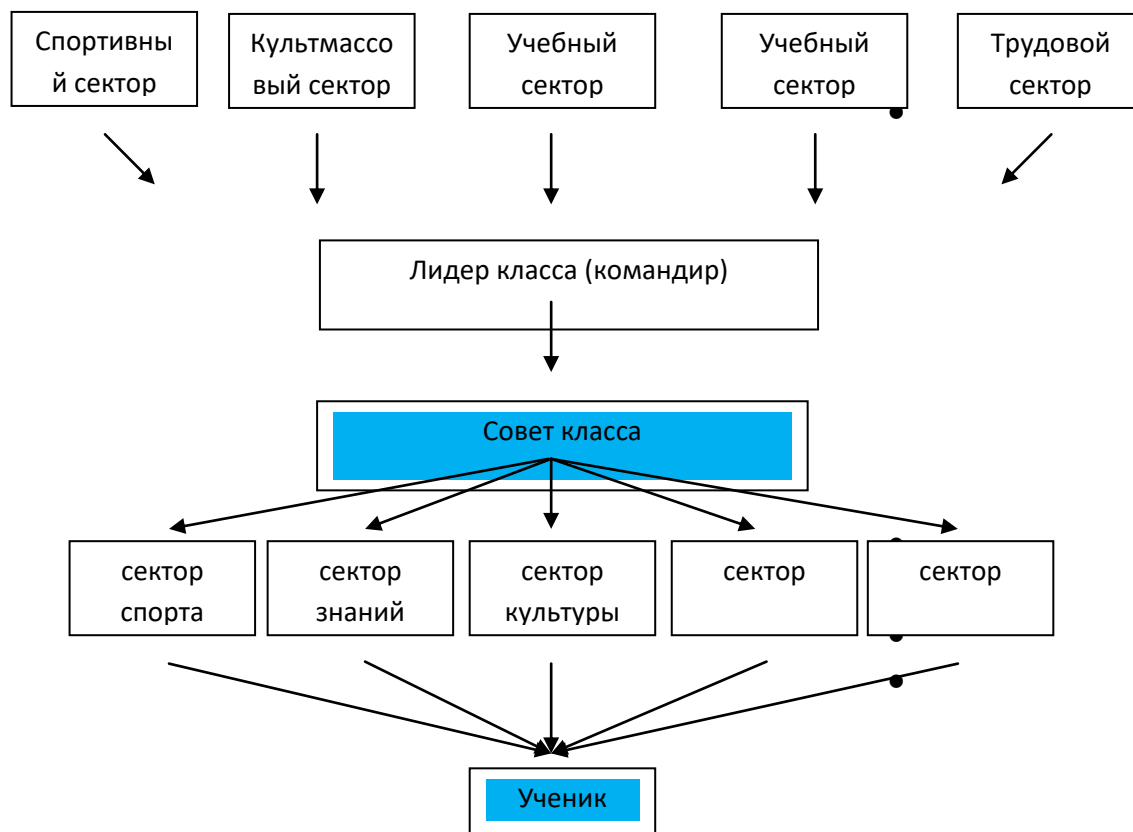 Спортивны
й сектор
Культмассо
вый сектор
Учебный
сектор
Учебный
сектор
Трудовой
сектор
Лидер класса (командир)
Совет класса
сектор
спорта
сектор
знаний
сектор
культуры
сектор
сектор
Ученик